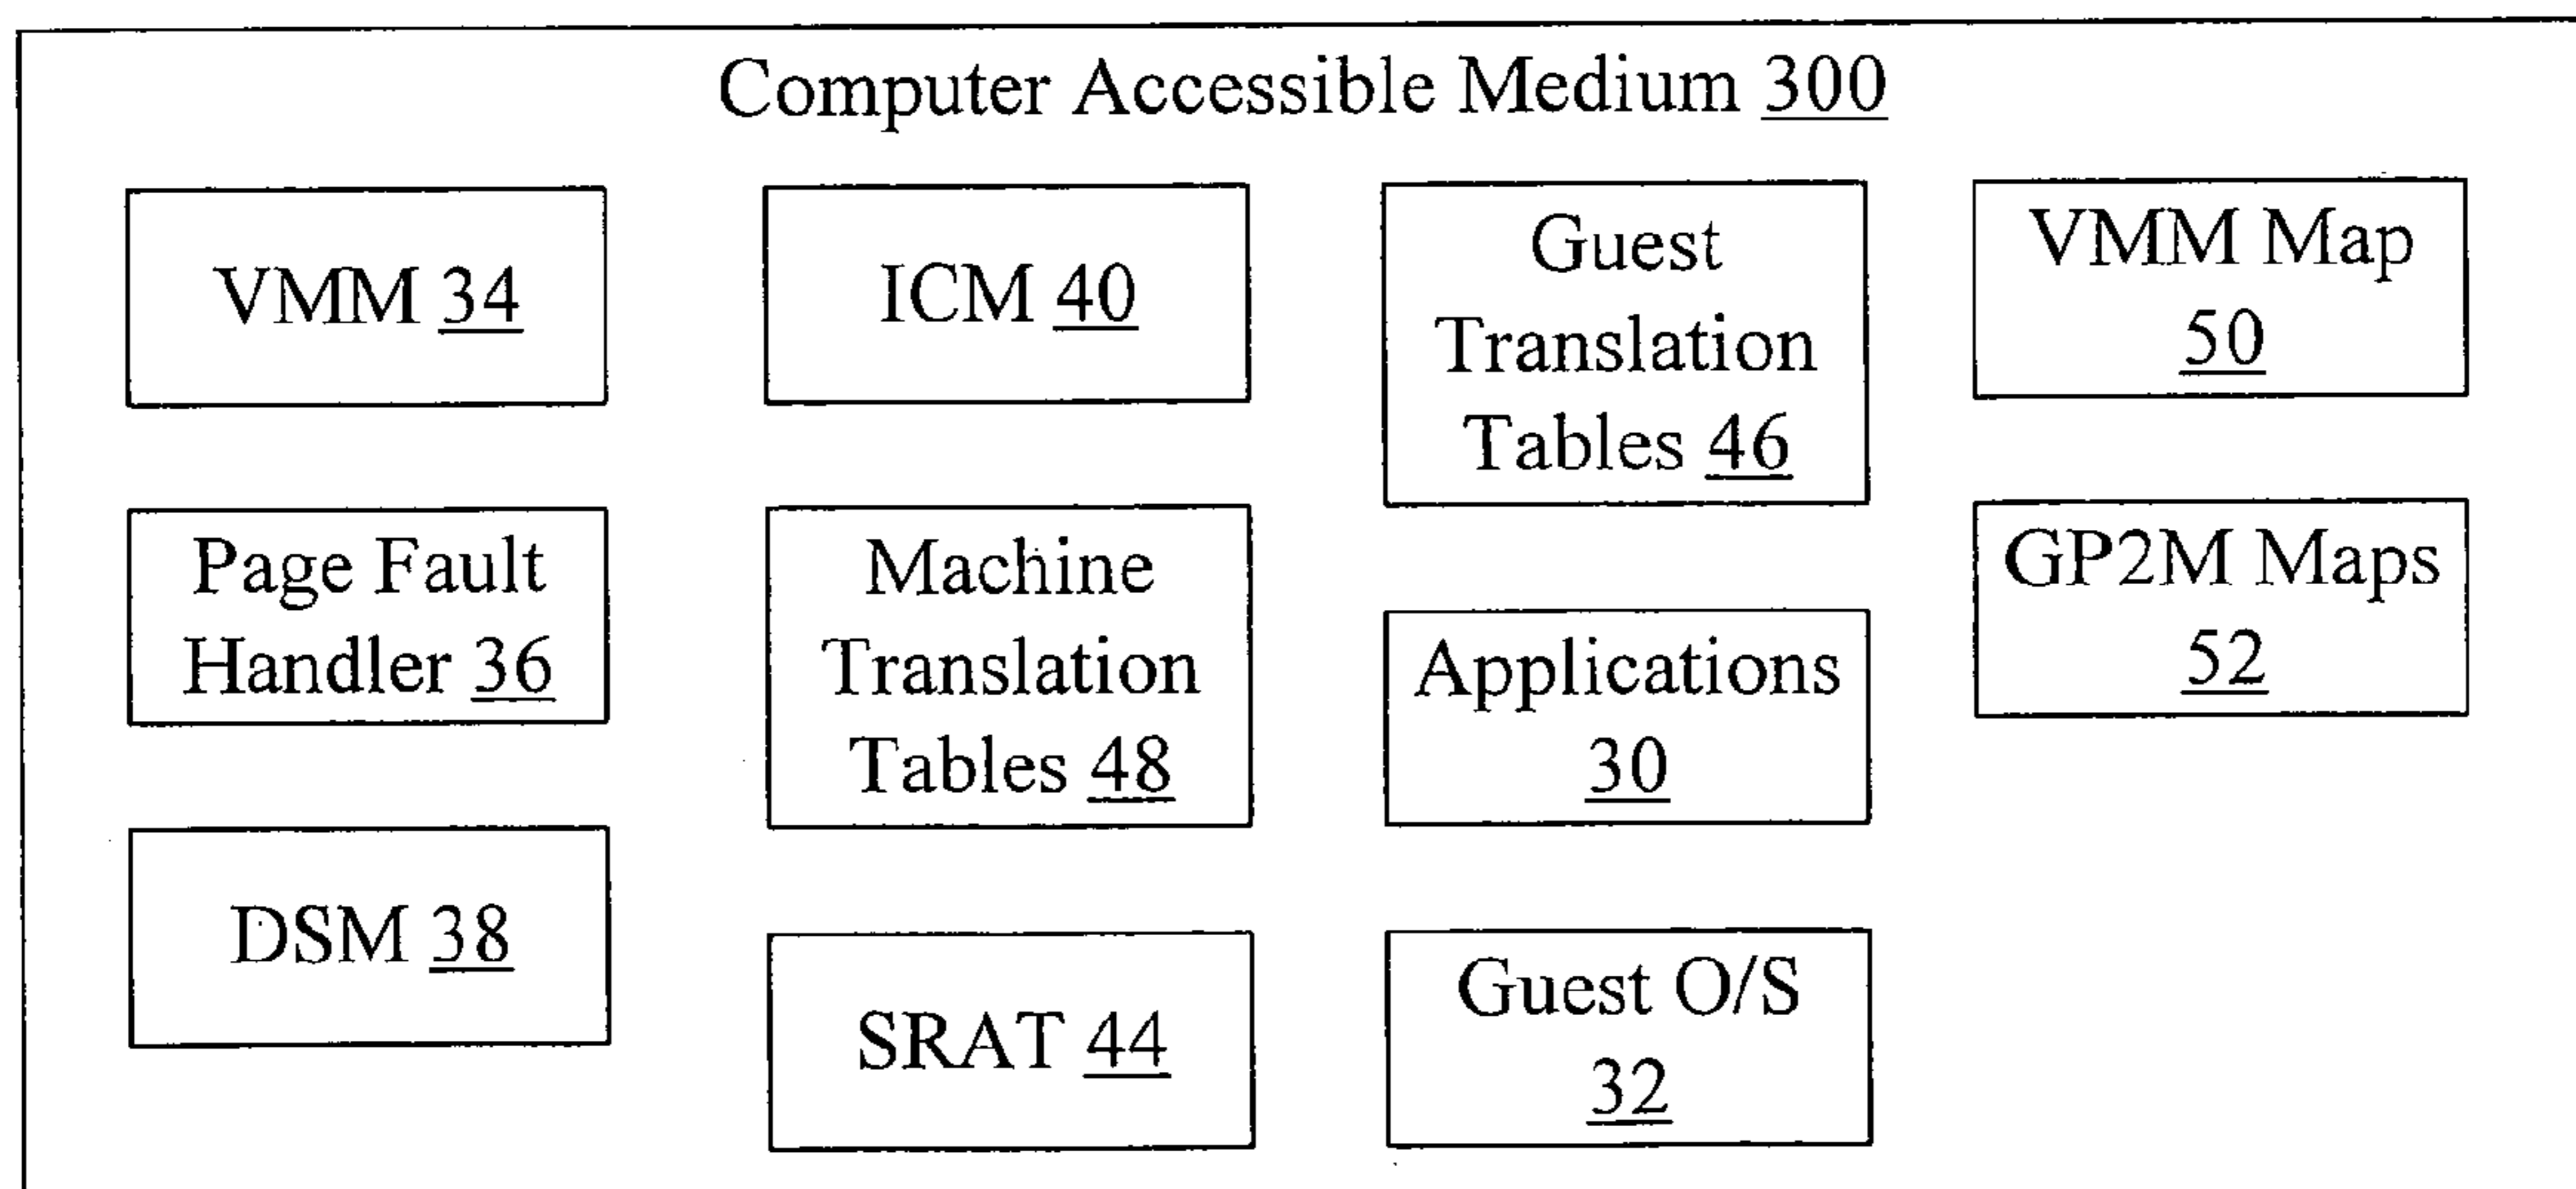 Computer Accessible Medium 300
VMM 34
Page Fault
Handler 36
DSM 38
ICM 40
Machine
Translation
Tables 48
SRAT 44
Guest
Translation
Tables 46
Applications
30
Guest O/S
32
VMM Map
50
GP2M Maps
52